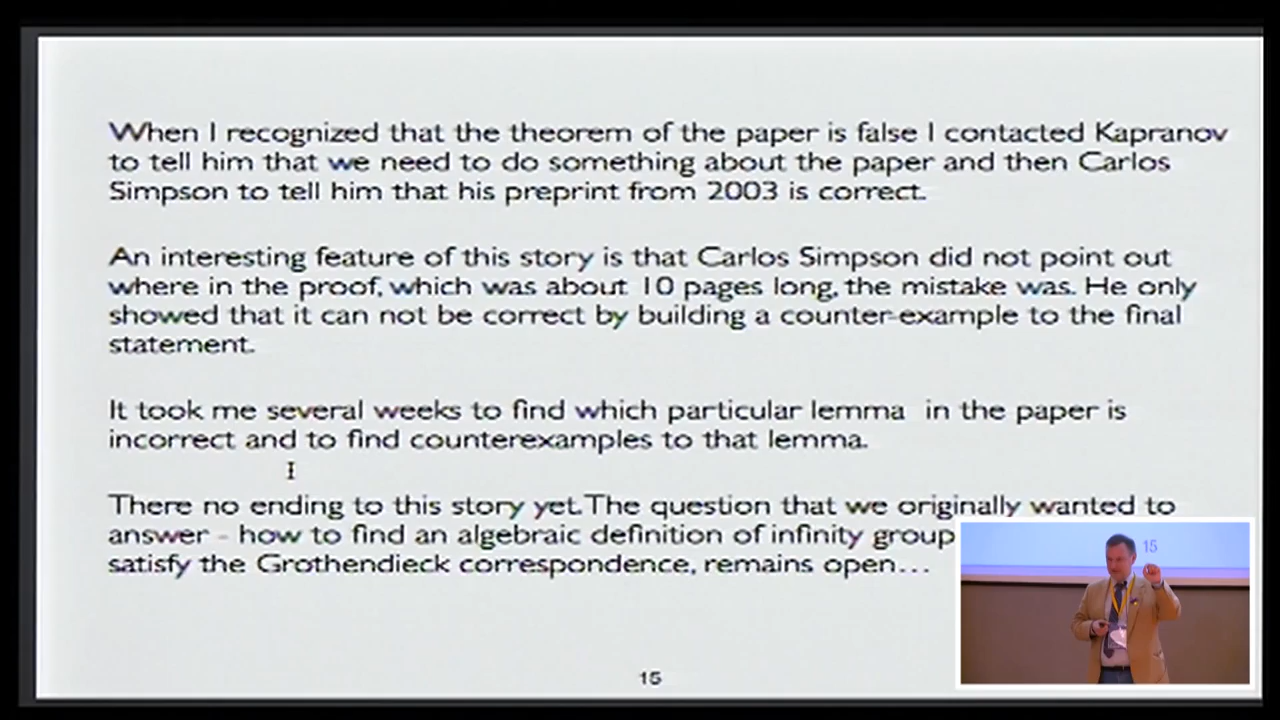 When I recognized that the theorem of the paper is false I contacted Kapranov
to tell him that we need to do something about the paper and then Carlos
Simpson to tell him that his preprint from 2003 is correct.
An interesting feature of this story is that Carlos Simpson did not point out
where in the proof, which was about 10 pages long, the mistake was. He only
showed that it can not be correct by building a counter-example to the final
statement.
It took me several weeks to find which particular lemma in the paper is
incorrect and to find counterexamples to that lemma.
There no ending to this story yet. The question that we originally wanted to
answer - how to find an algebraic definition of infinity group
satisfy the Grothendieck correspondence, remains open...
15
15